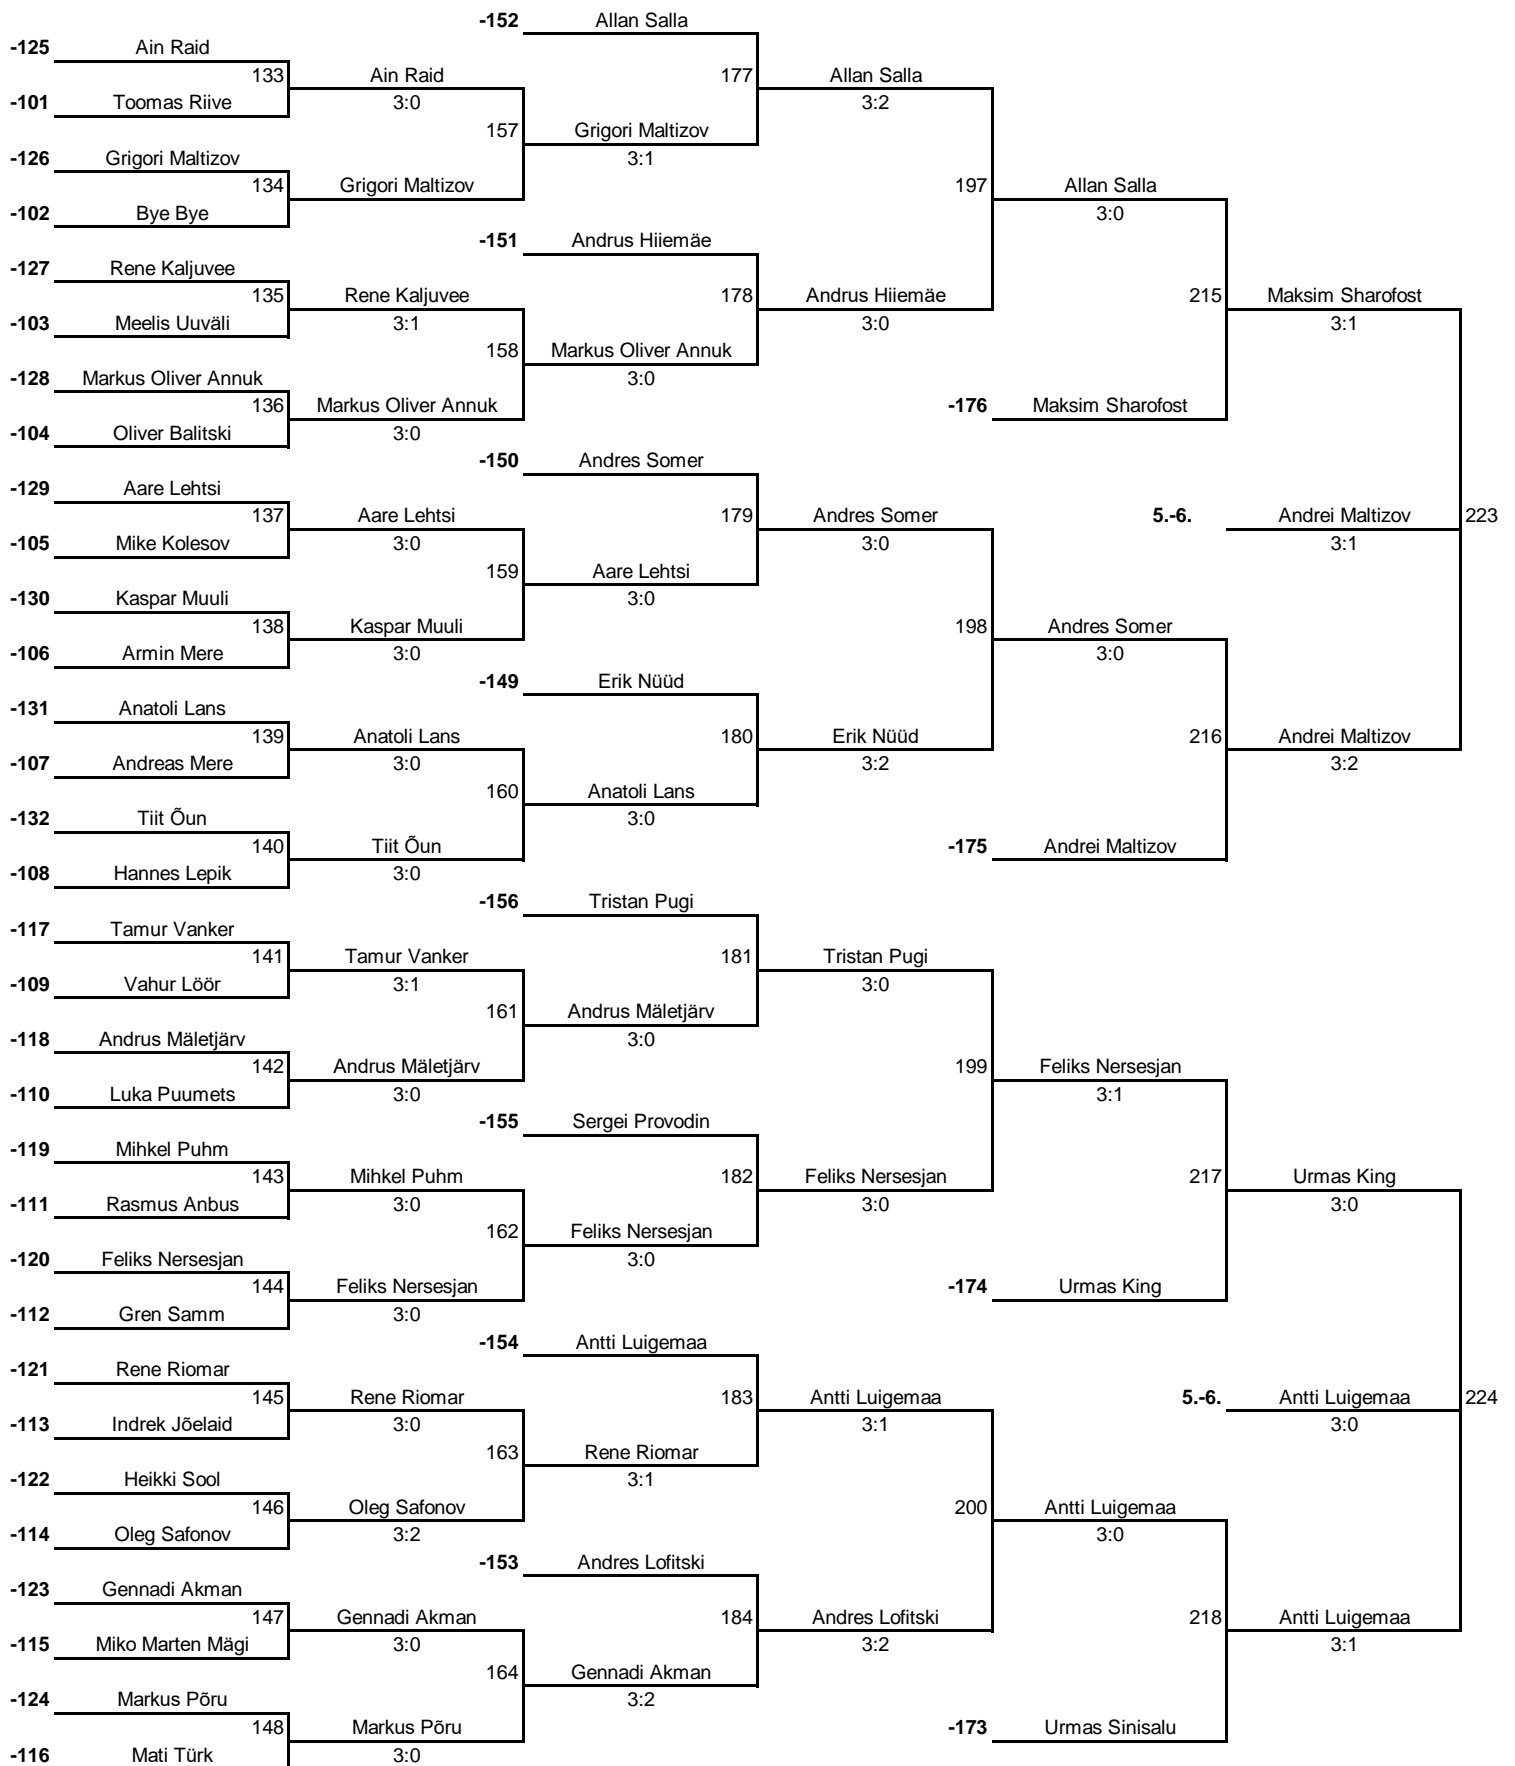 -152 Allan Salla
-125 Ain Raid
133 Ain Raid 177 Allan Salla
-101 Toomas Riive 3:0 3:2
157 Grigori Maltizov
-126 Grigori Maltizov 3:1
134 Grigori Maltizov 197 Allan Salla
-102 Bye Bye 3:0
-151 Andrus Hiiemäe
-127 Rene Kaljuvee
135 Rene Kaljuvee 178 Andrus Hiiemäe 215 Maksim Sharofost
-103 Meelis Uuväli 3:1 3:0 3:1
158 Markus Oliver Annuk
-128 Markus Oliver Annuk 3:0
136 Markus Oliver Annuk -176 Maksim Sharofost
-104 Oliver Balitski 3:0
-150 Andres Somer
-129 Aare Lehtsi
137 Aare Lehtsi 179 Andres Somer 5.-6. Andrei Maltizov 223
-105 Mike Kolesov 3:0 3:0 3:1
159 Aare Lehtsi
-130 Kaspar Muuli 3:0
138 Kaspar Muuli 198 Andres Somer
-106 Armin Mere 3:0 3:0
-149 Erik Nüüd
-131 Anatoli Lans
139 Anatoli Lans 180 Erik Nüüd 216 Andrei Maltizov
-107 Andreas Mere 3:0 3:2 3:2
160 Anatoli Lans
-132 Tiit Õun 3:0
140 Tiit Õun -175 Andrei Maltizov
-108 Hannes Lepik 3:0
-156 Tristan Pugi
-117 Tamur Vanker
141 Tamur Vanker 181 Tristan Pugi
-109 Vahur Löör 3:1 3:0
161 Andrus Mäletjärv
-118 Andrus Mäletjärv 3:0
142 Andrus Mäletjärv 199 Feliks Nersesjan
-110 Luka Puumets 3:0 3:1
-155 Sergei Provodin
-119 Mihkel Puhm
143 Mihkel Puhm 182 Feliks Nersesjan 217 Urmas King
-111 Rasmus Anbus 3:0 3:0 3:0
162 Feliks Nersesjan
-120 Feliks Nersesjan 3:0
144 Feliks Nersesjan -174 Urmas King
-112 Gren Samm 3:0
-154 Antti Luigemaa
-121 Rene Riomar
145 Rene Riomar 183 Antti Luigemaa 5.-6. Antti Luigemaa 224
-113 Indrek Jõelaid 3:0 3:1 3:0
163 Rene Riomar
-122 Heikki Sool 3:1
146 Oleg Safonov 200 Antti Luigemaa
-114 Oleg Safonov 3:2 3:0
-153 Andres Lofitski
-123 Gennadi Akman
147 Gennadi Akman 184 Andres Lofitski 218 Antti Luigemaa
-115 Miko Marten Mägi 3:0 3:2 3:1
164 Gennadi Akman
-124 Markus Põru 3:2
148 Markus Põru -173 Urmas Sinisalu
-116 Mati Türk 3:0